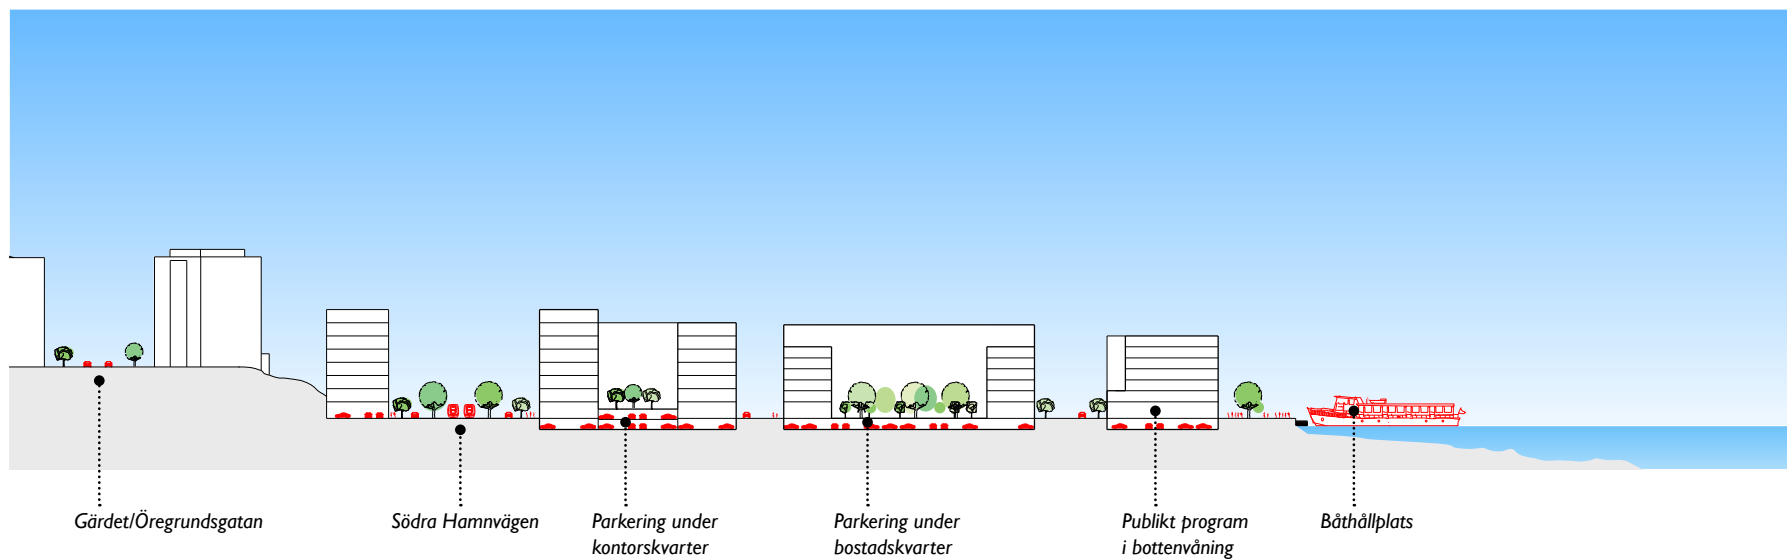 Gärdet/Öregrundsgatan
Södra Hamnvägen
Parkering under
kontorskvarter
Parkering under
bostadskvarter
Publikt program
i bottenvåning
Båthållplats